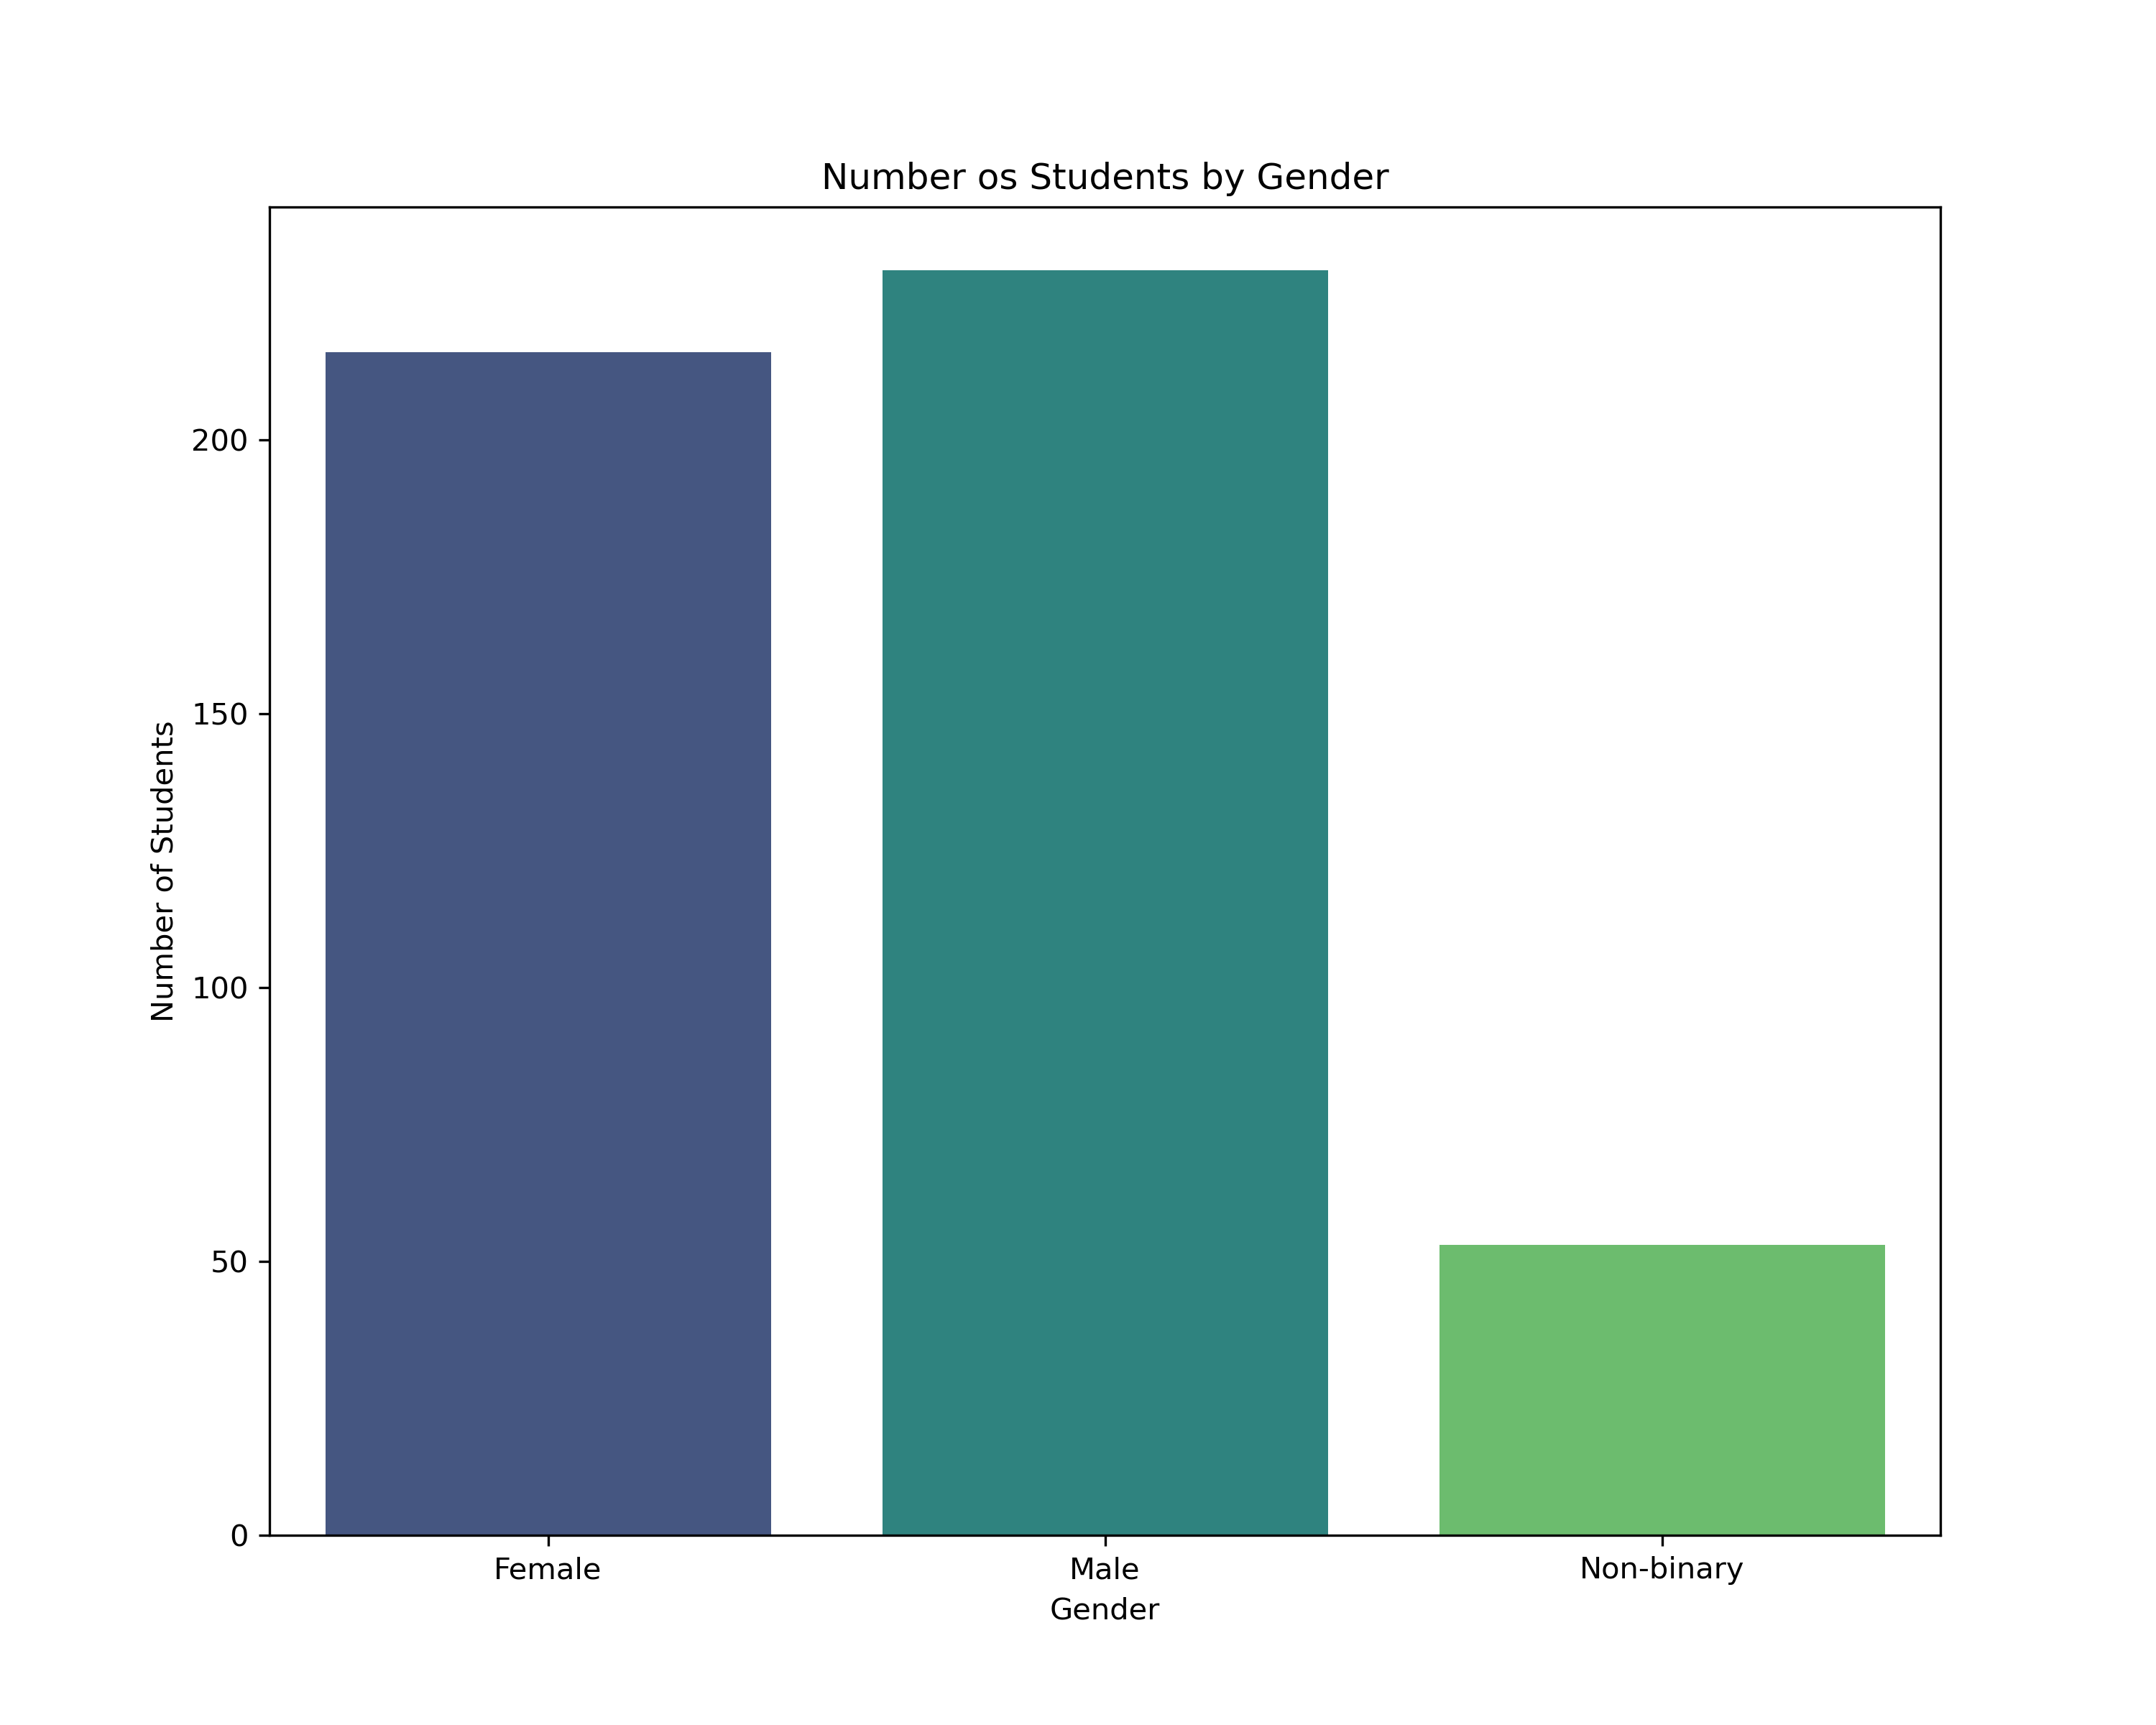 Number os Students by Gender
Number of Students
200
150
100
50
0
Female
Male
Non-binary
Gender